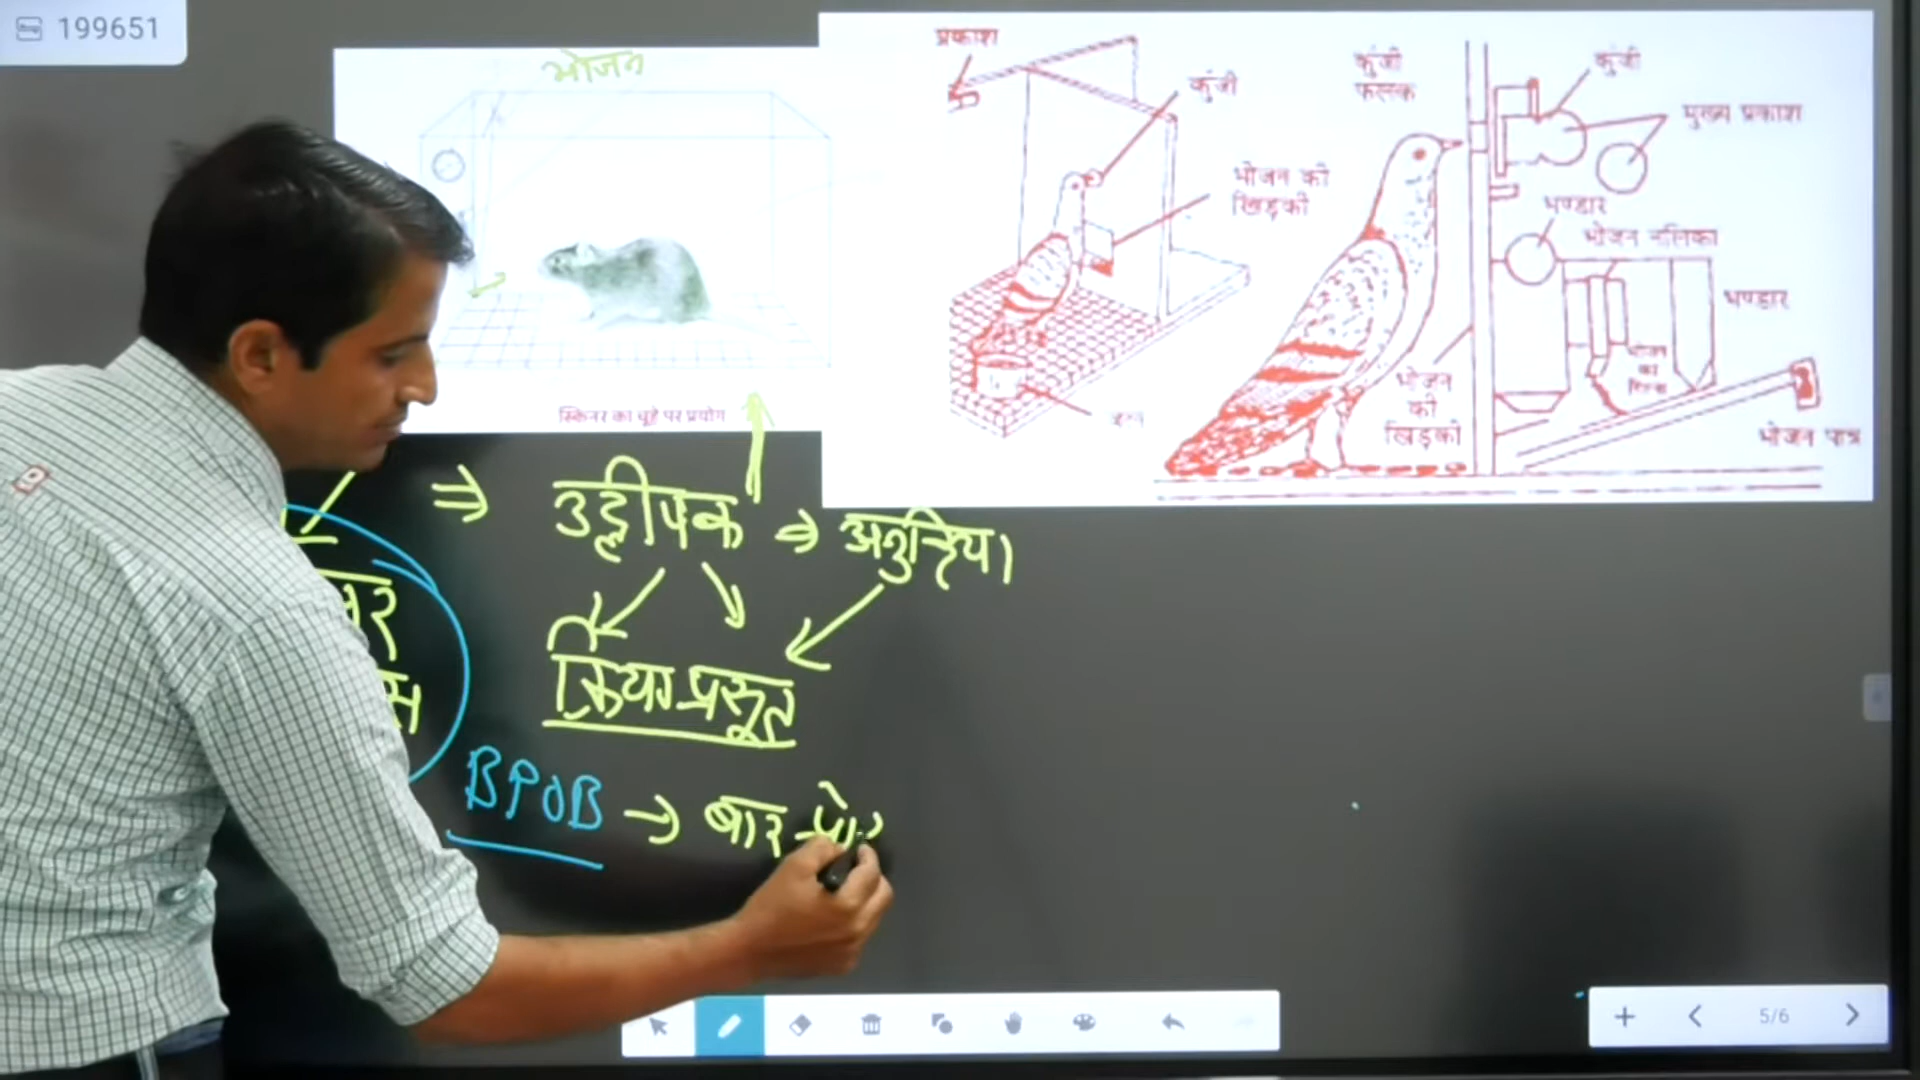 199651
भोजन
स्किनर का चूहे पर प्रयोग
प्रकाश
कुंजी
भोजन की
खिड़की
कुंजी
फलक
कुंजी
मुख्य प्रकाश
भण्डार
भोजन नलिका
भण्डार
भोजन
की
खिड़की
भोजन
का
भोजन पात्र
⇒ उद्दीपक ⇒ अनुक्रिया
क्रिया प्रसूत
BPOB → बार प्रे
5/6